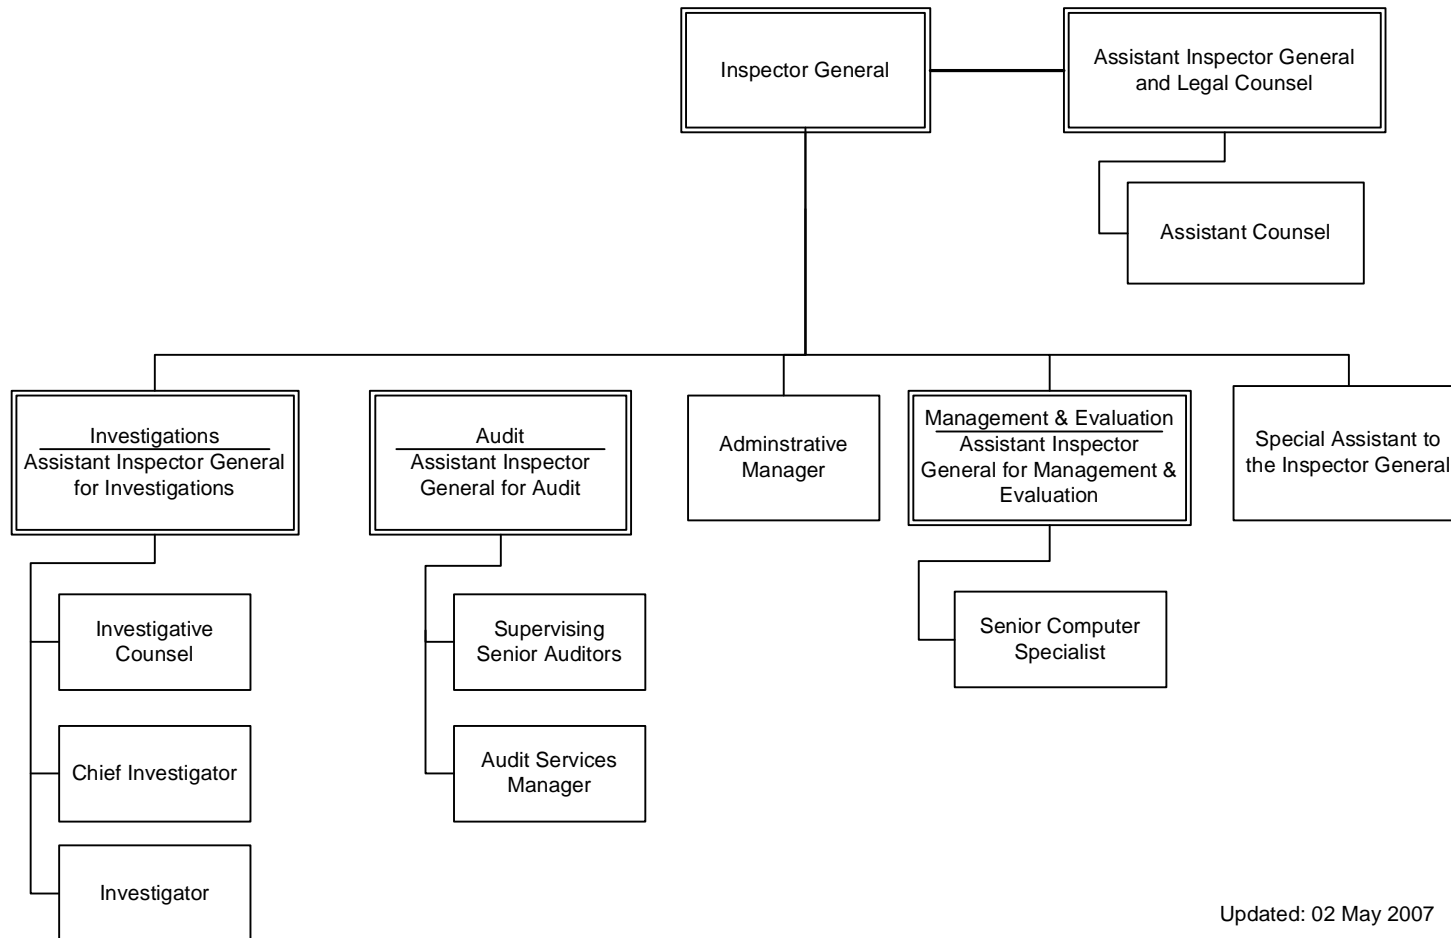 Inspector General
Assistant Inspector General
and Legal Counsel
Assistant Counsel
Investigations
Assistant Inspector General
for Investigations
Audit
Assistant Inspector
General for Audit
Adminstrative
Manager
Management & Evaluation
Assistant Inspector
General for Management &
Evaluation
Special Assistant to
the Inspector General
Investigative
Counsel
Chief Investigator
Investigator
Supervising
Senior Auditors
Audit Services
Manager
Senior Computer
Specialist
Updated: 02 May 2007